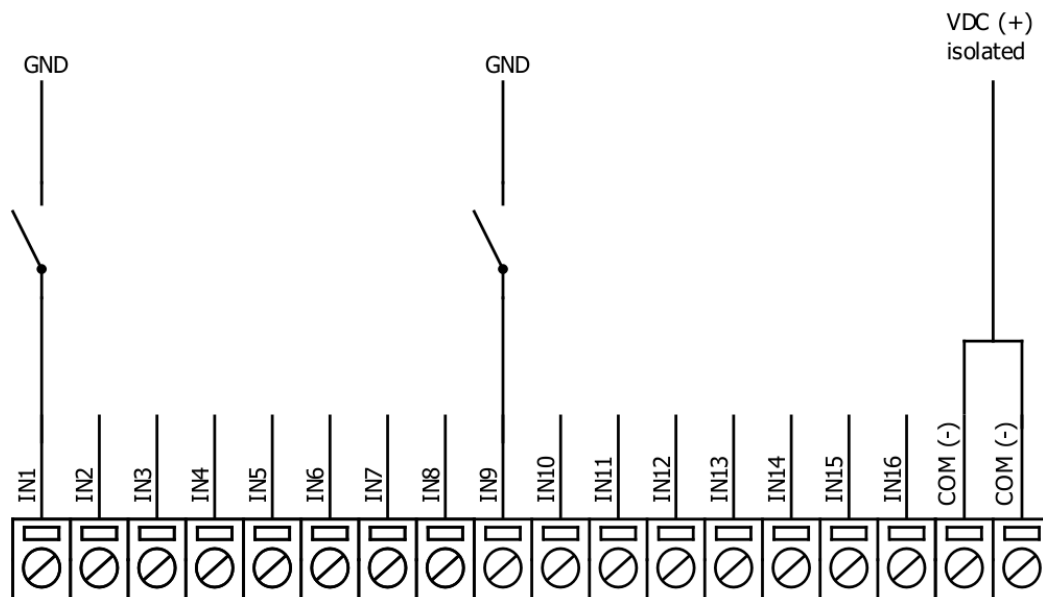 VDC (+)
isolated
GND
GND
IN1
IN2
IN3
IN4
IN5
IN6
IN7
IN8
IN9
IN10
IN11
IN12
IN13
IN14
IN15
IN16
COM (-)
COM (-)